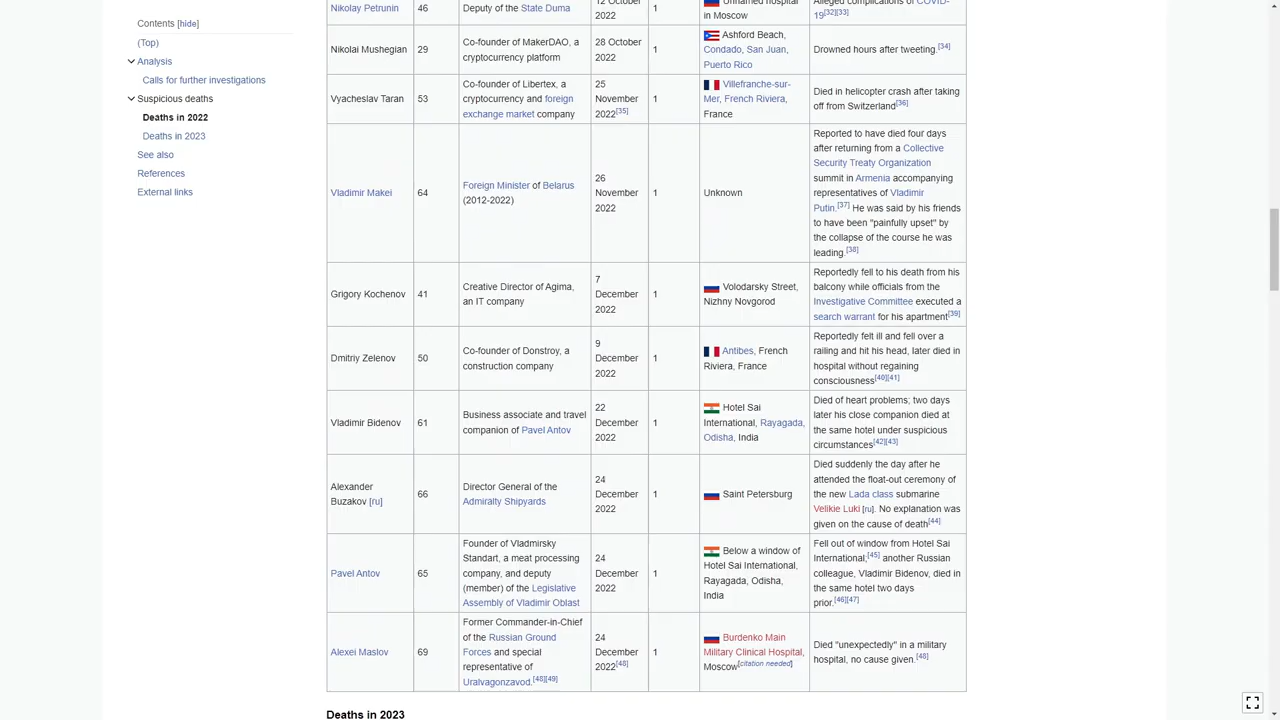 Contents [hide]
(Top)
Analysis
Calls for further investigations
Suspicious deaths
Deaths in 2022
Deaths in 2023
See also
References
External links
Nikolay Petrunin
46
Deputy of the State Duma
12 October
2022
1
Unnamed hospital
in Moscow
Alleged complications of COVID-
19[32][33]
Nikolai Mushegian
29
Co-founder of MakerDAO, a
cryptocurrency platform
28 October
2022
1
Ashford Beach,
Condado, San Juan,
Puerto Rico
Drowned hours after tweeting.[34]
Vyacheslav Taran
53
Co-founder of Libertex, a
cryptocurrency and foreign
exchange market company
25
November
2022[35]
1
Villefranche-sur-
Mer, French Riviera,
France
Died in helicopter crash after taking
off from Switzerland[36]
Vladimir Makei
64
Foreign Minister of Belarus
(2012-2022)
26
November
2022
1
Unknown
Reported to have died four days
after returning from a Collective
Security Treaty Organization
summit in Armenia accompanying
representatives of Vladimir
Putin.[37] He was said by his friends
to have been "painfully upset" by
the collapse of the course he was
leading.[38]
Grigory Kochenov
41
Creative Director of Agima,
an IT company
7
December
2022
1
Volodarsky Street,
Nizhny Novgorod
Reportedly fell to his death from his
balcony while officials from the
Investigative Committee executed a
search warrant for his apartment[39]
Dmitriy Zelenov
50
Co-founder of Donstroy, a
construction company
9
December
2022
1
Antibes, French
Riviera, France
Reportedly felt ill and fell over a
railing and hit his head, later died in
hospital without regaining
consciousness[40][41]
Vladimir Bidenov
61
Business associate and travel
companion of Pavel Antov
22
December
2022
1
Hotel Sai
International, Rayagada,
Odisha, India
Died of heart problems; two days
later his close companion died at
the same hotel under suspicious
circumstances[42][43]
Alexander
Buzakov [ru]
66
Director General of the
Admiralty Shipyards
24
December
2022
1
Saint Petersburg
Died suddenly the day after he
attended the float-out ceremony of
the new Lada class submarine
Velikie Luki [ru]. No explanation was
given on the cause of death[44]
Pavel Antov
65
Founder of Vladmirsky
Standart, a meat processing
company, and deputy
(member) of the Legislative
Assembly of Vladimir Oblast
24
December
2022
1
Below a window of
Hotel Sai International,
Rayagada, Odisha,
India
Fell out of window from Hotel Sai
International;[45] another Russian
colleague, Vladimir Bidenov, died in
the same hotel two days
prior.[46][47]
Alexei Maslov
69
Former Commander-in-Chief
of the Russian Ground
Forces and special
representative of
Uralvagonzavod.[48][49]
24
December
2022[48]
1
Burdenko Main
Military Clinical Hospital,
Moscow[citation needed]
Died "unexpectedly" in a military
hospital, no cause given.[48]
Deaths in 2023